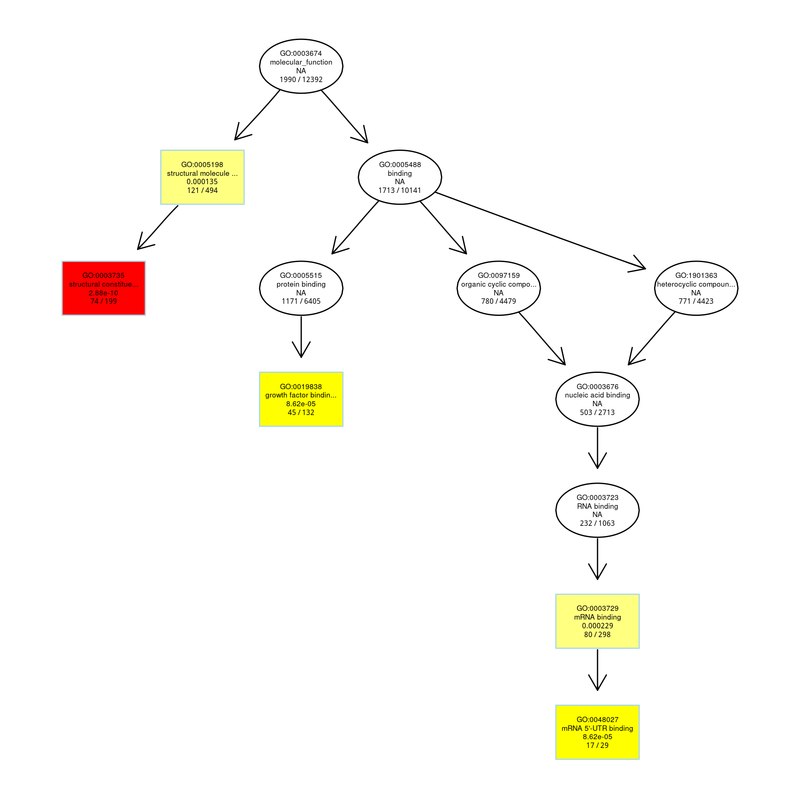 GO:0003674
molecular_function
NA
1990 / 12392
GO:0005198
structural molecule ...
0.000135
121 / 494
GO:0005488
binding
NA
1713 / 10141
GO:0003735
structural constitue...
2.88e-10
74 / 199
GO:0005515
protein binding
NA
1171 / 6405
GO:0097159
organic cyclic compo...
NA
780 / 4479
GO:1901363
heterocyclic compoun...
NA
771 / 4423
GO:0019838
growth factor bindin...
8.62e-05
45 / 132
GO:0003676
nucleic acid binding
NA
503 / 2713
GO:0003723
RNA binding
NA
232 / 1063
GO:0003729
mRNA binding
0.000229
80 / 298
GO:0048027
mRNA 5'-UTR binding
8.62e-05
17 / 29